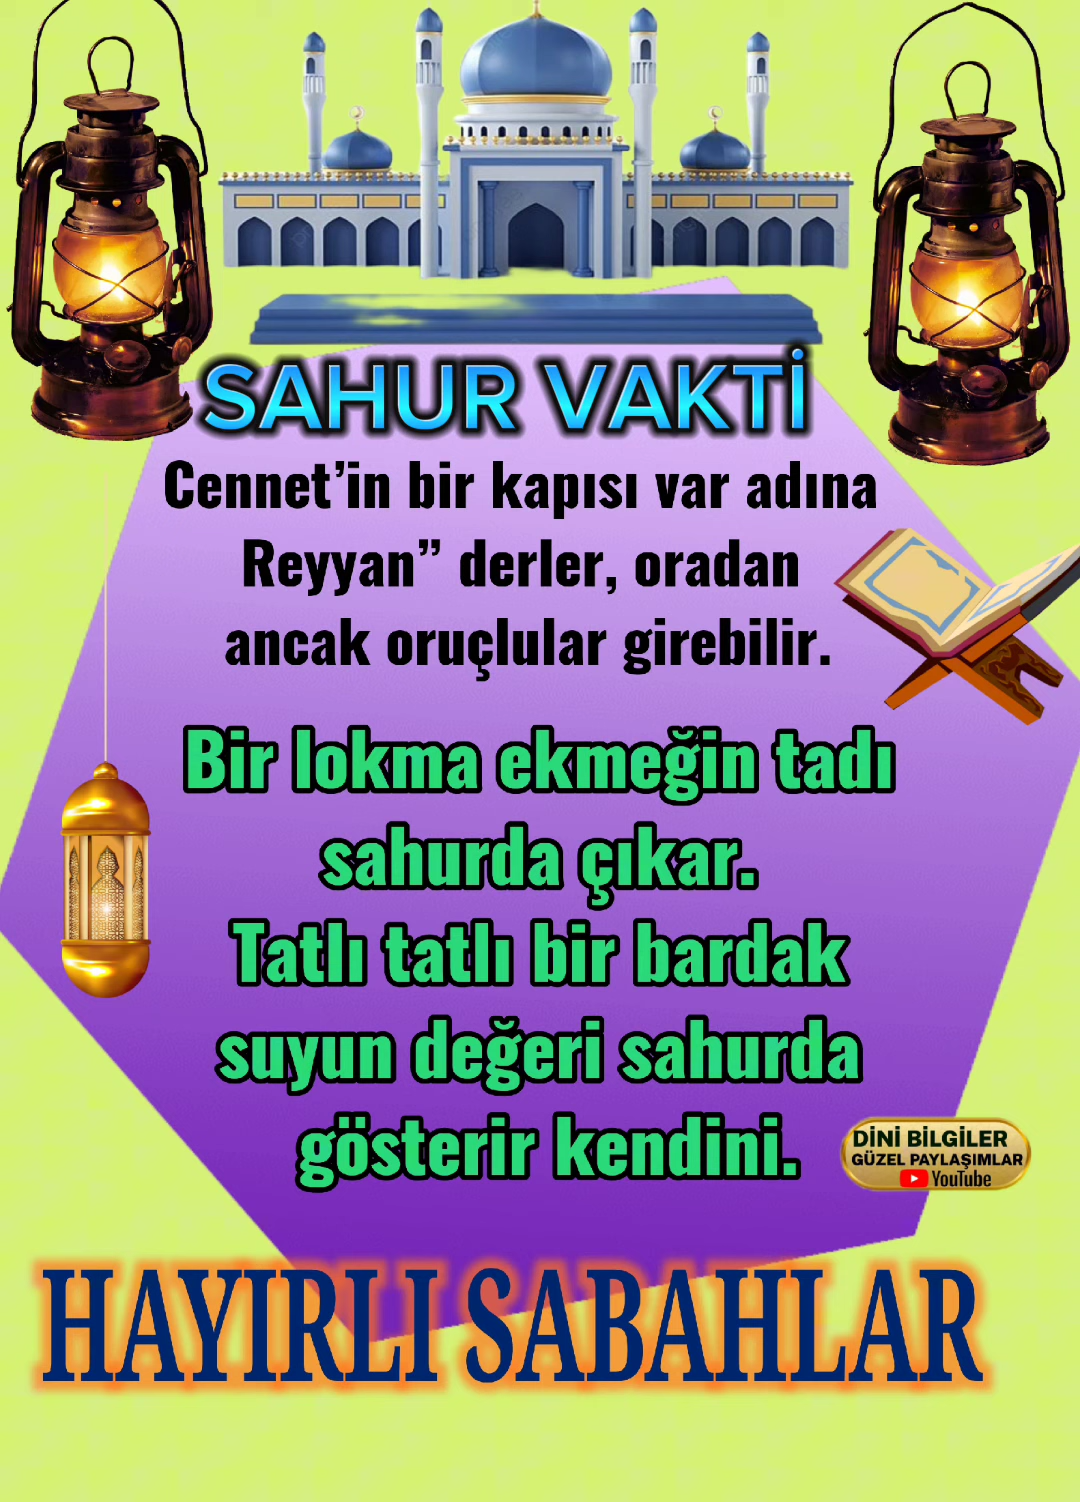 SAHUR VAKTİ
Cennet’in bir kapısı var adına
Reyyan” derler, oradan
ancak oruçlular girebilir.
Bir lokma ekmeğin tadı
sahurda çıkar.
Tatlı tatlı bir bardak
suyun değeri sahurda
gösterir kendini.
DİNİ BİLGİLER
GÜZEL PAYLAŞIMLAR
YouTube
HAYIRLI SABAHLAR